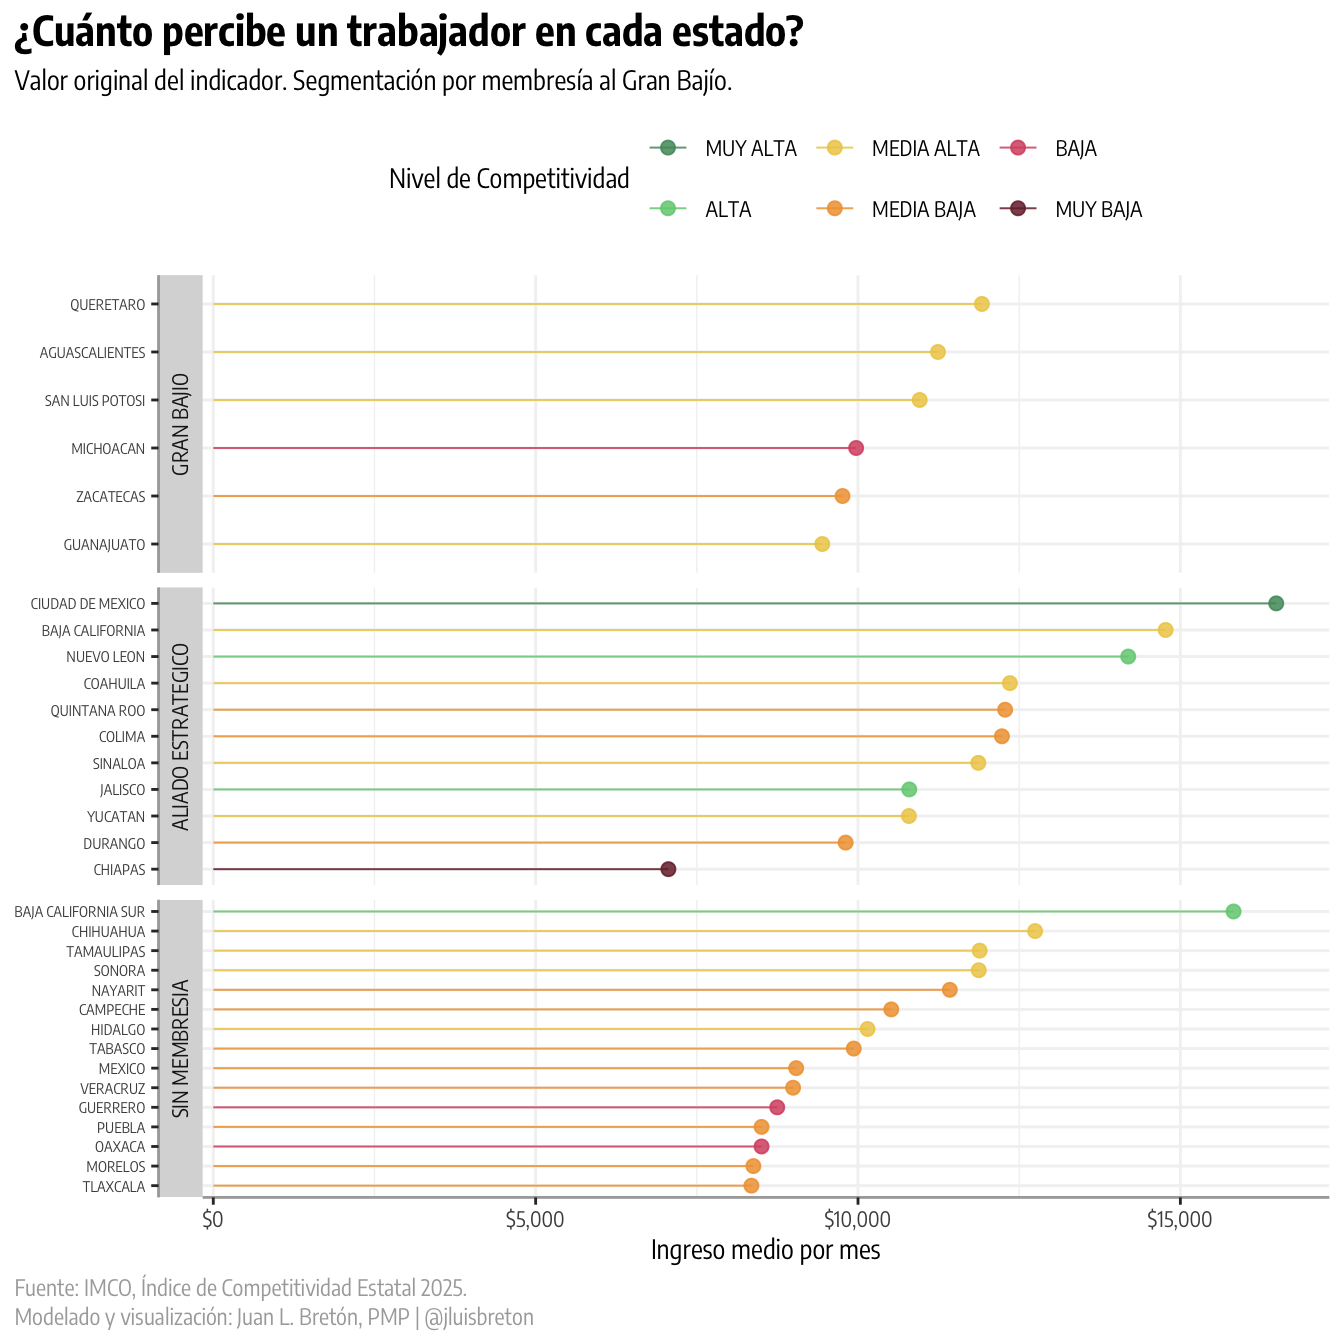 ¿Cuánto percibe un trabajador en cada estado?
Valor original del indicador. Segmentación por membresía al Gran Bajío.
Nivel de Competitividad
MUY ALTA
MEDIA ALTA
BAJA
ALTA
MEDIA BAJA
MUY BAJA
GRAN BAJIO
QUERETARO
AGUASCALIENTES
SAN LUIS POTOSI
MICHOACAN
ZACATECAS
GUANAJUATO
ALIADO ESTRATEGICO
CIUDAD DE MEXICO
BAJA CALIFORNIA
NUEVO LEON
COAHUILA
QUINTANA ROO
COLIMA
SINALOA
JALISCO
YUCATAN
DURANGO
CHIAPAS
SIN MEMBRESIA
BAJA CALIFORNIA SUR
CHIHUAHUA
TAMAULIPAS
SONORA
NAYARIT
CAMPECHE
HIDALGO
TABASCO
MEXICO
VERACRUZ
GUERRERO
PUEBLA
OAXACA
MORELOS
TLAXCALA
$0
$5,000
$10,000
$15,000
Ingreso medio por mes
Fuente: IMCO, Índice de Competitividad Estatal 2025.
Modelado y visualización: Juan L. Bretón, PMP | @jluisbreton